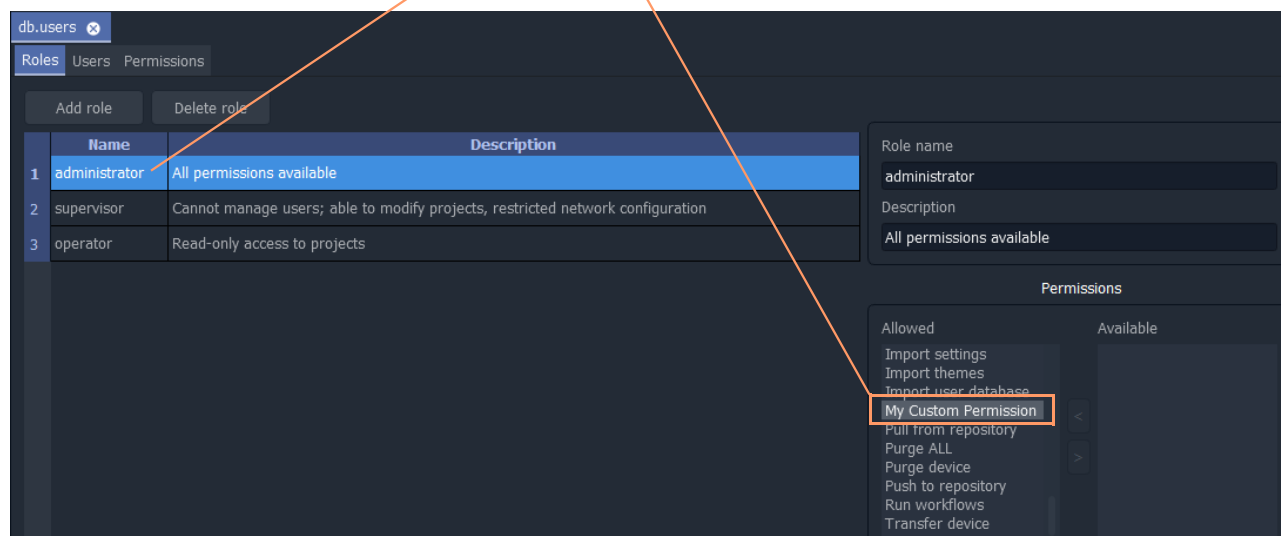 db.users
Roles Users Permissions
Add role Delete role
Name Description
1 administrator All permissions available
2 supervisor Cannot manage users; able to modify projects, restricted network configuration
3 operator Read-only access to projects
Role name
administrator
Description
All permissions available
Permissions
Allowed Available
Import settings
Import themes
Import user database
My Custom Permission
Pull from repository
Purge ALL
Purge device
Push to repository
Run workflows
Transfer device
<
>